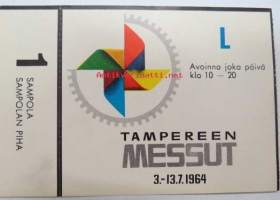 1
SAMPOLA
SAMPOLAN PIHA
L
Avoinna joka päivä
klo 10 – 20
TAMPEREEN
MESSUT
3.-13.7.1964